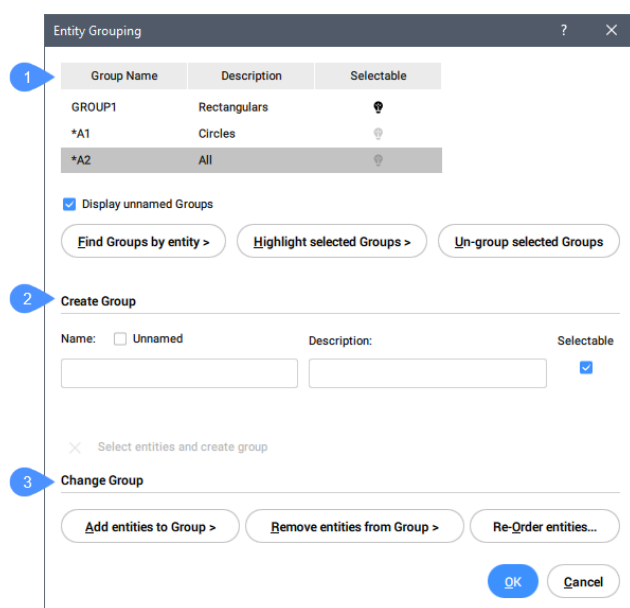 Entity Grouping ? ×
1 Group Name Description Selectable
GROUP1 Rectangulars
*A1 Circles
*A2 All
Display unnamed Groups
Find Groups by entity > Highlight selected Groups > Un-group selected Groups
2 Create Group
Name: Unnamed Description: Selectable
Select entities and create group
3 Change Group
Add entities to Group > Remove entities from Group > Re-Order entities...
OK Cancel